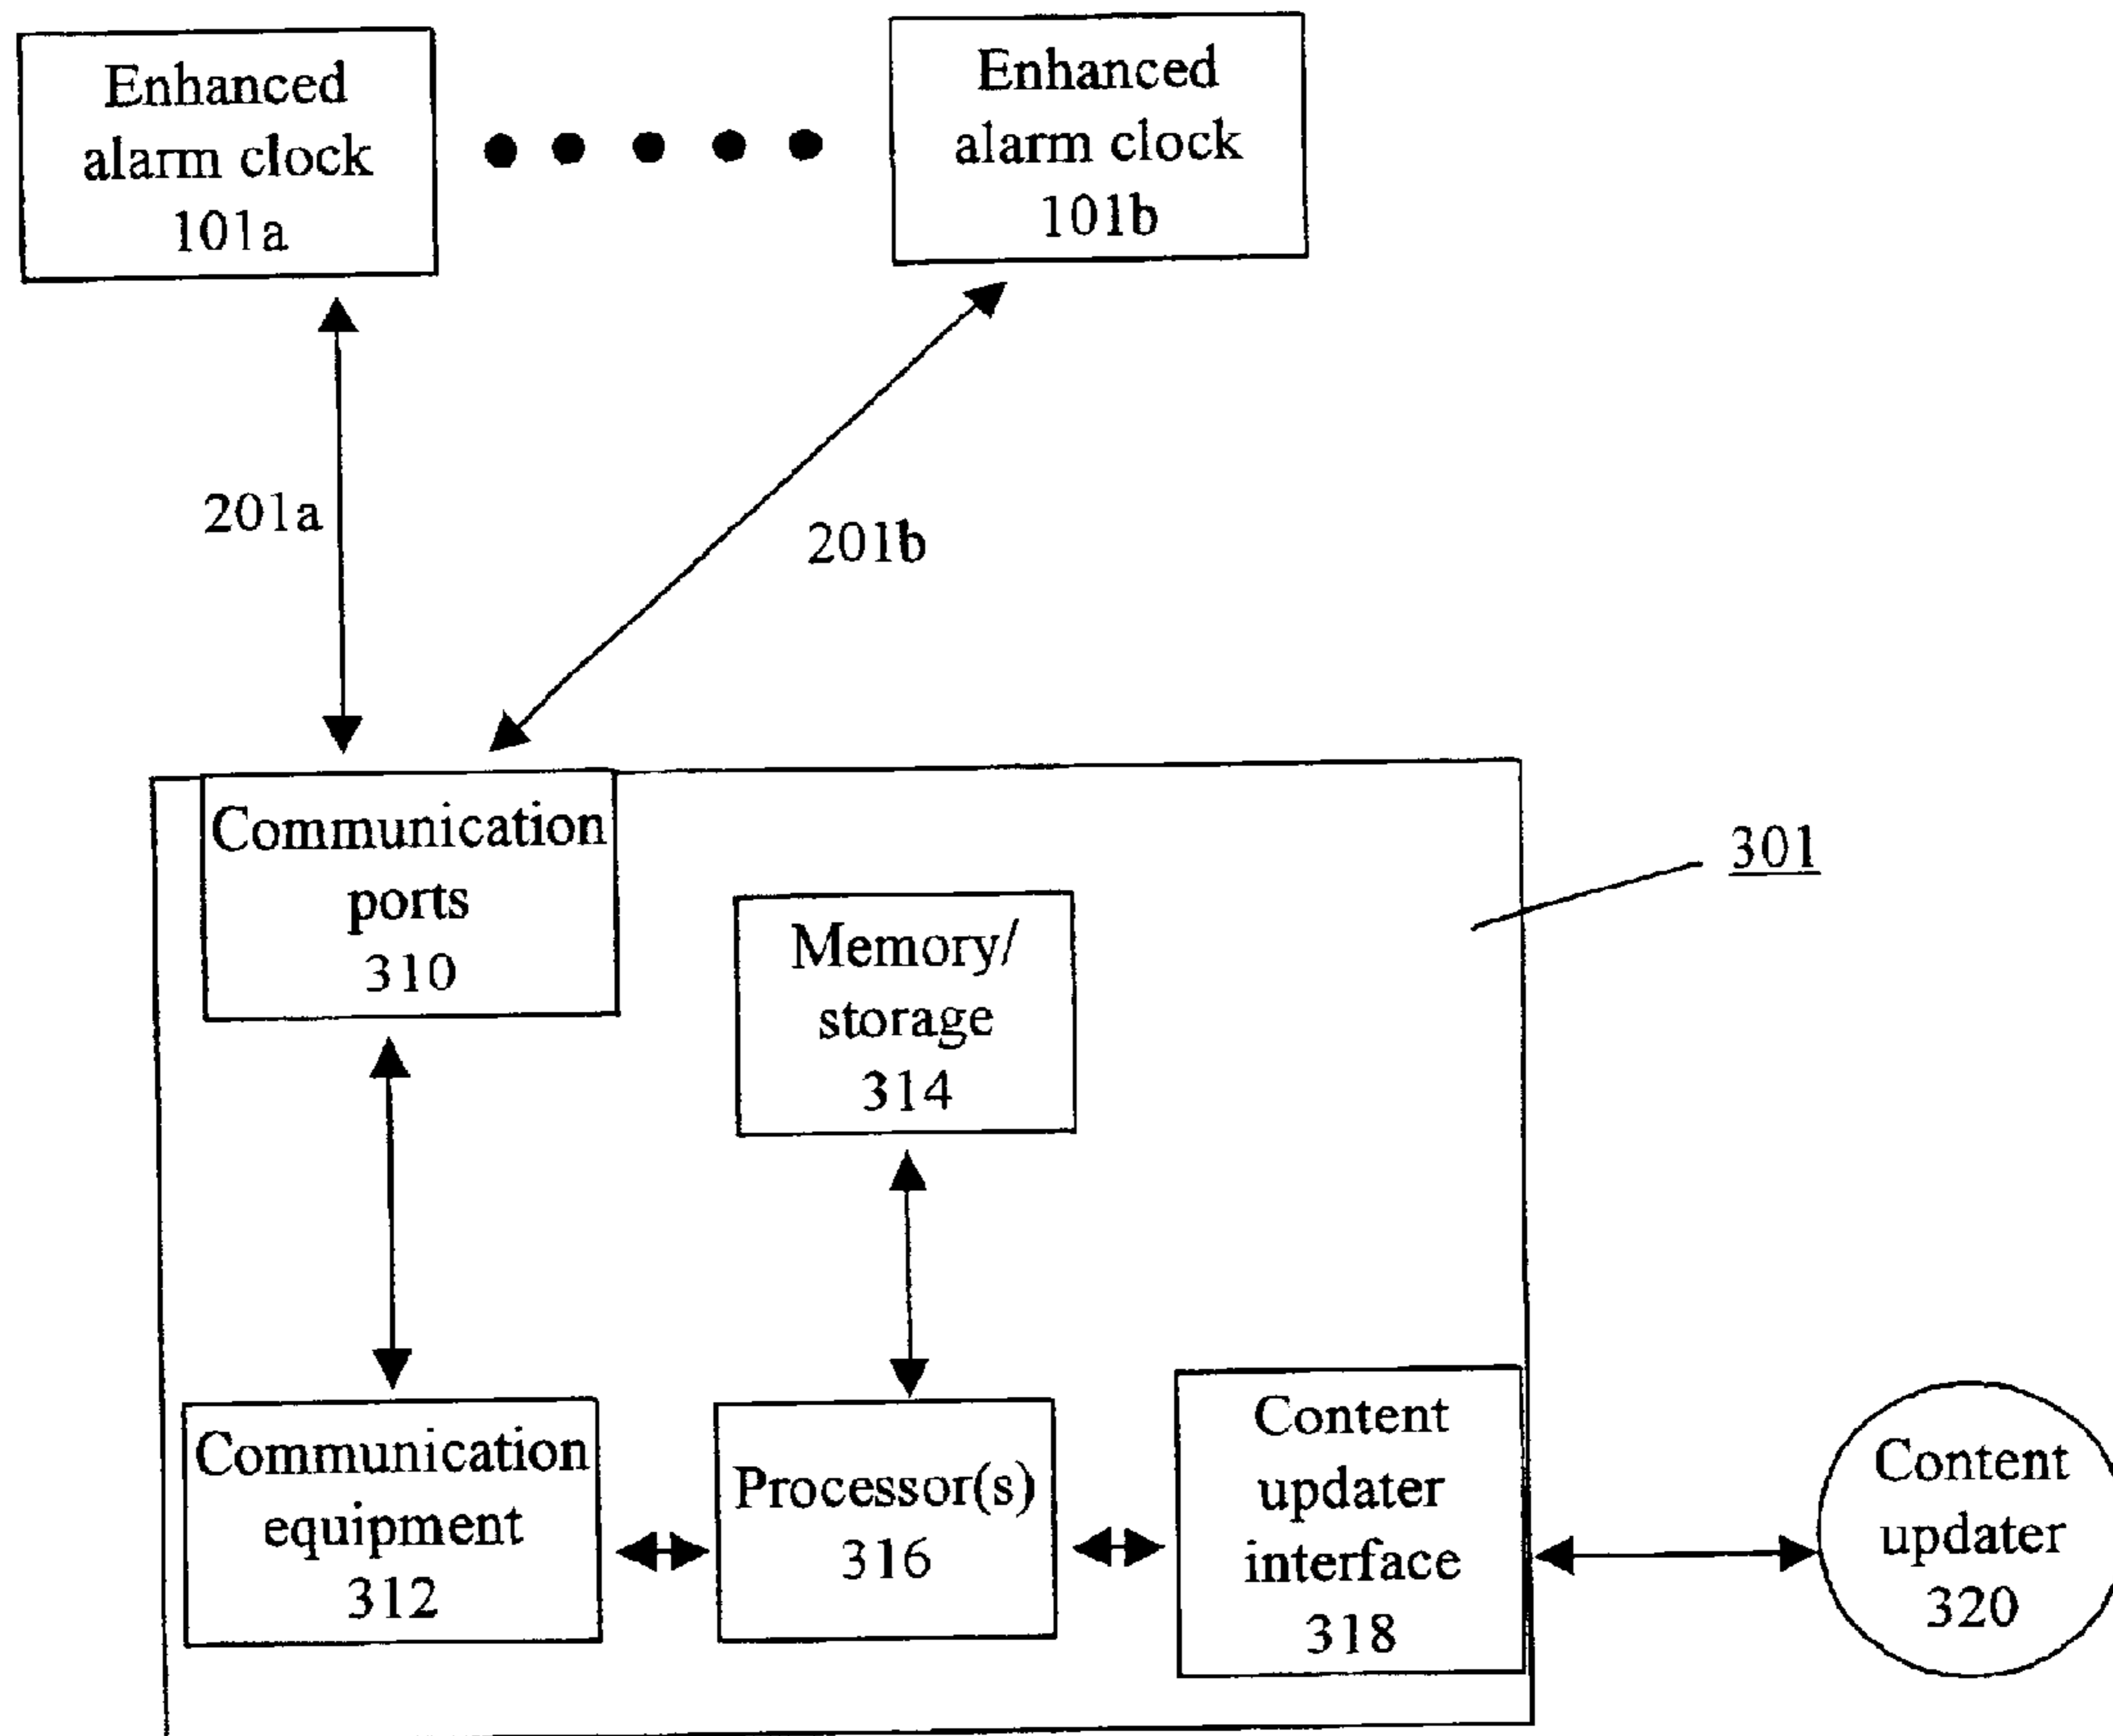 Enhanced
alarm clock
101a
Enhanced
alarm clock
101b
201a
201b
301
Communication
ports
310
Memory/
storage
314
Communication
equipment
312
Processor(s)
316
Content
updater
interface
318
Content
updater
320